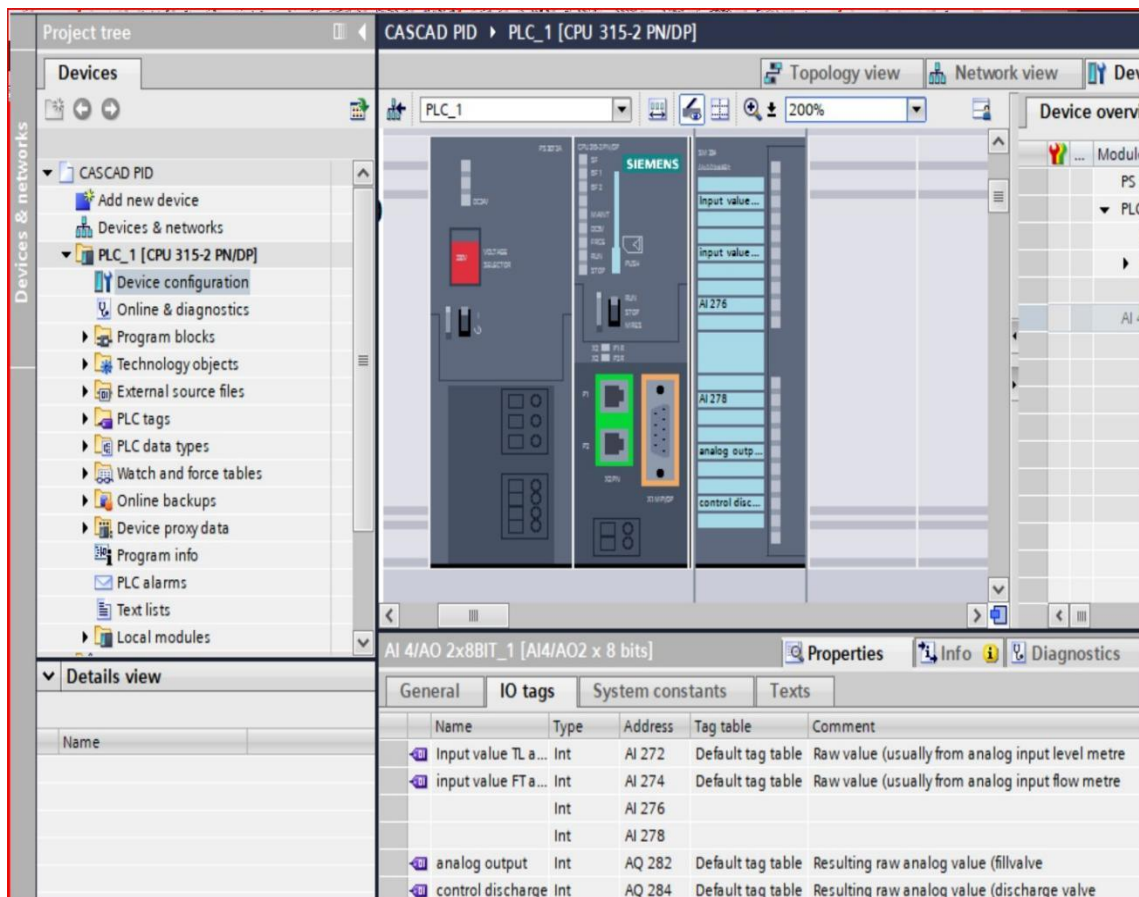 Project tree
CASCAD PID PLC_1 [CPU 315-2 PN/DP]
Devices
Topology view Network view
PLC_1
200%
Devices & networks
CASCAD PID
Add new device
Devices & networks
PLC_1 [CPU 315-2 PN/DP]
Device configuration
Online & diagnostics
Program blocks
Technology objects
External source files
PLC tags
PLC data types
Watch and force tables
Online backups
Device proxy data
Program info
PLC alarms
Text lists
Local modules
SIEMENS
VOLTAGE
SELECTOR
PUSH
RUN
STOP
MRES
Input value...
input value...
AI 276
AI 278
analog outp...
control disc...
Device overvi
... Module
PS
PLC
AI 4
AI 4/AO 2x8BIT_1 [AI4/AO2 x 8 bits]
Properties Info Diagnostics
General IO tags System constants Texts
Name Type Address Tag table Comment
Input value TL a... Int AI 272 Default tag table Raw value (usually from analog input level metre
input value FT a... Int AI 274 Default tag table Raw value (usually from analog input flow metre
Int AI 276
Int AI 278
analog output Int AQ 282 Default tag table Resulting raw analog value (fillvalve
control discharge Int AQ 284 Default tag table Resulting raw analog value (discharge valve
Details view
Name